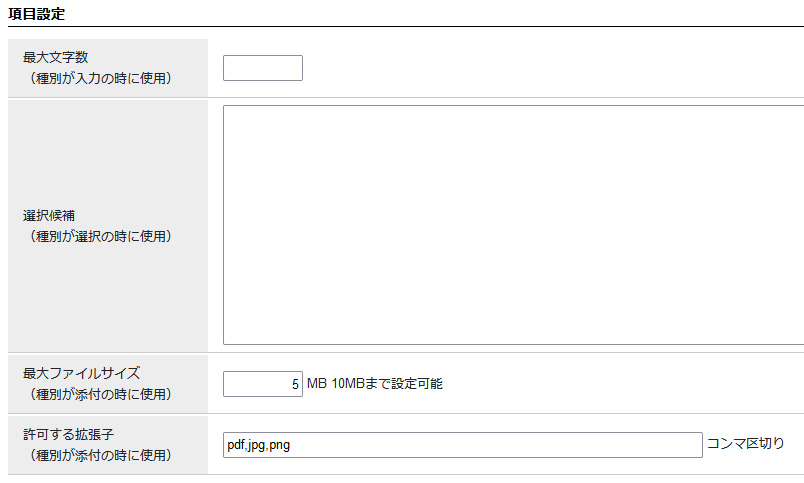 項目設定
最大文字数
（種別が入力の時に使用）
選択候補
（種別が選択の時に使用）
最大ファイルサイズ
（種別が添付の時に使用）
5 MB 10MBまで設定可能
許可する拡張子
（種別が添付の時に使用）
pdf,jpg,png コンマ区切り